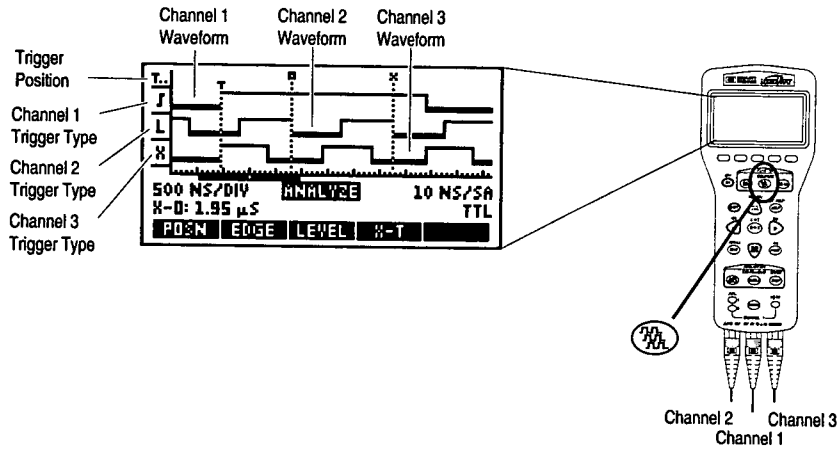 Channel 1
Waveform
Channel 2
Waveform
Channel 3
Waveform
Trigger
Position
Channel 1
Trigger Type
Channel 2
Trigger Type
Channel 3
Trigger Type
T..
T
X
L
X
500 NS/DIV ANALYZE 10 NS/SA
X-O: 1.95 µS TTL
POSN EDGE LEVEL X-T
Channel 2
Channel 1
Channel 3